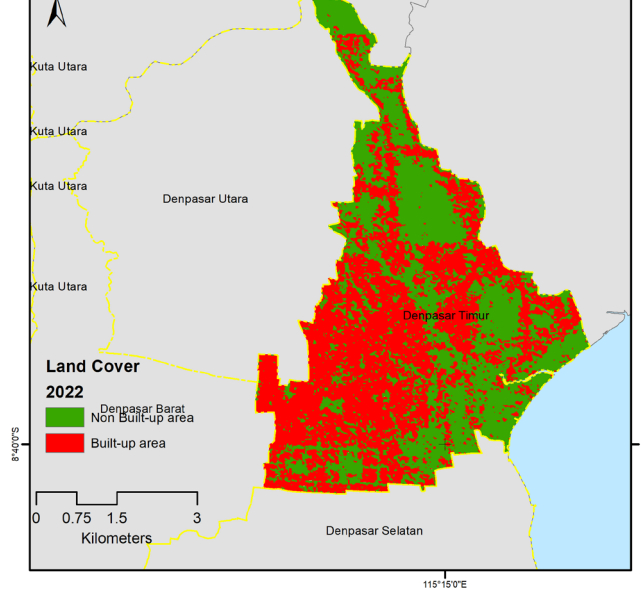 Kuta Utara
Kuta Utara
Kuta Utara
Denpasar Utara
Kuta Utara
Denpasar Timur
Land Cover
2022
Denpasar Barat
Non Built-up area
Built-up area
8°40'0"S
0 0.75 1.5 3
Kilometers
Denpasar Selatan
115°15'0"E